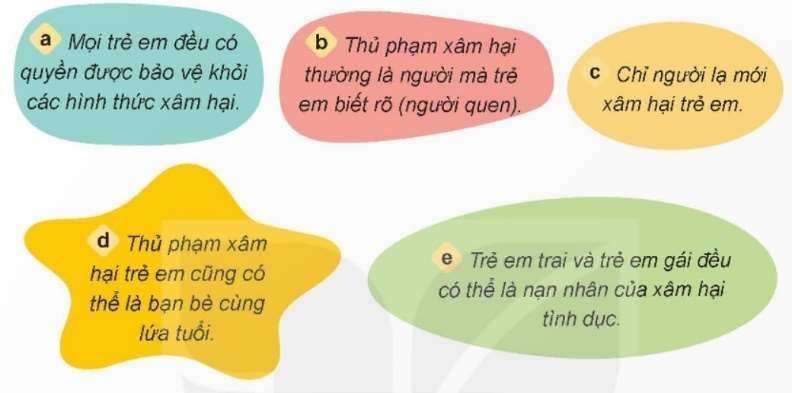 a Mọi trẻ em đều có
quyền được bảo vệ khỏi
các hình thức xâm hại.
b Thủ phạm xâm hại
thường là người mà trẻ
em biết rõ (người quen).
c Chỉ người lạ mới
xâm hại trẻ em.
d Thủ phạm xâm
hại trẻ em cũng có
thể là bạn bè cùng
lứa tuổi.
e Trẻ em trai và trẻ em gái đều
có thể là nạn nhân của xâm hại
tình dục.